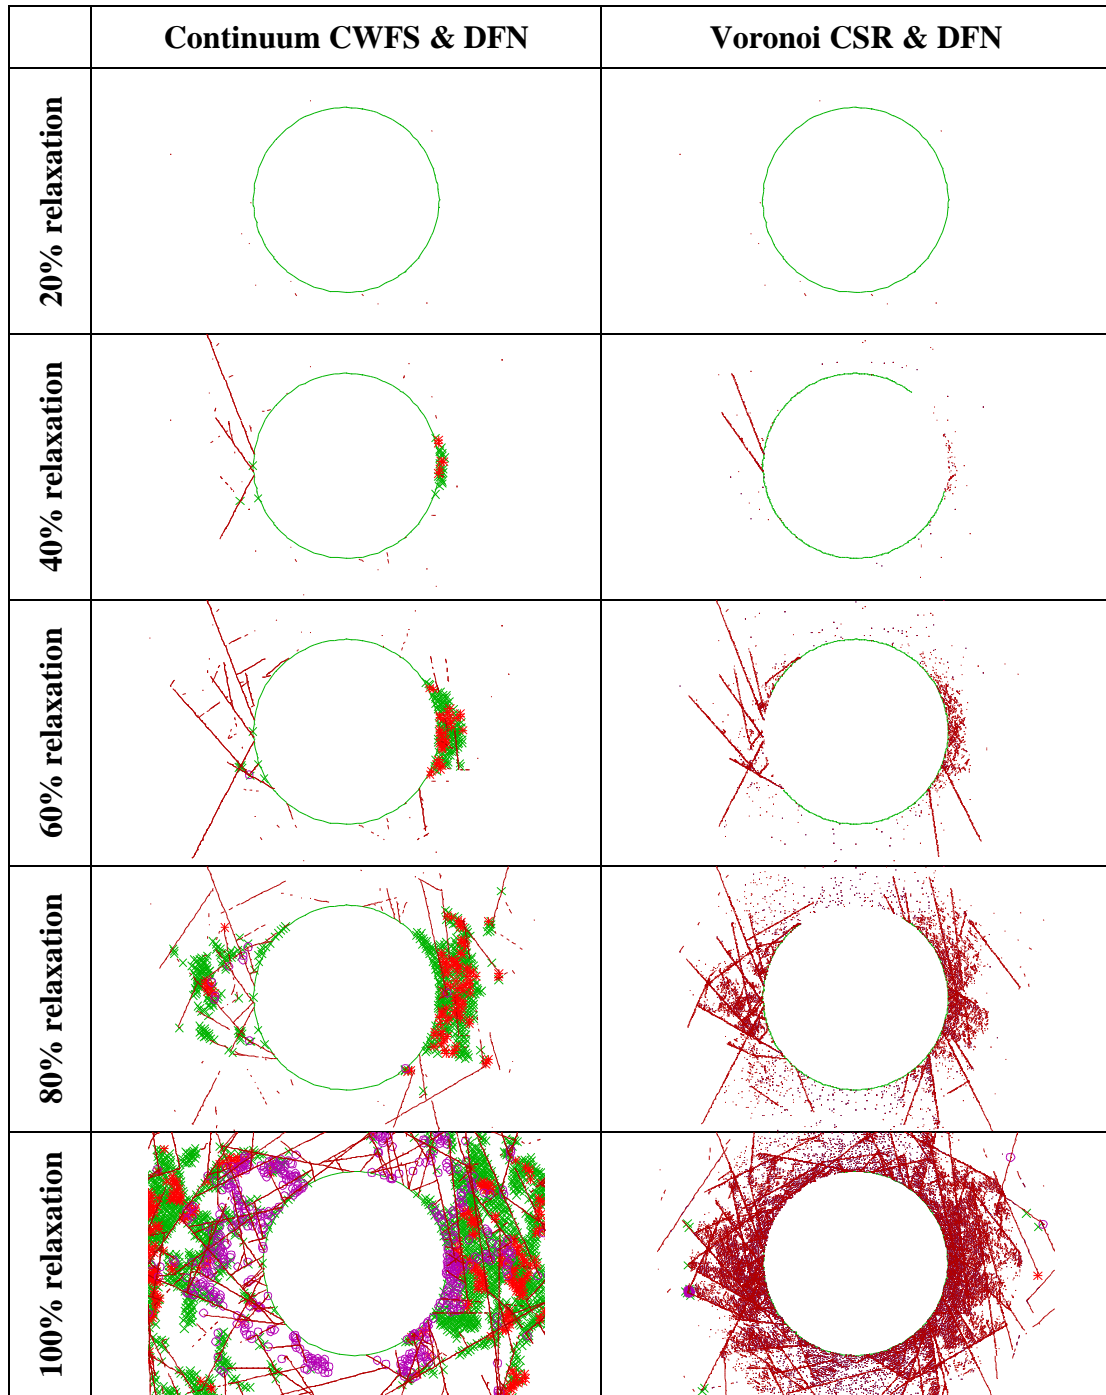 Continuum CWFS & DFN
Voronoi CSR & DFN
20% relaxation
40% relaxation
60% relaxation
80% relaxation
100% relaxation